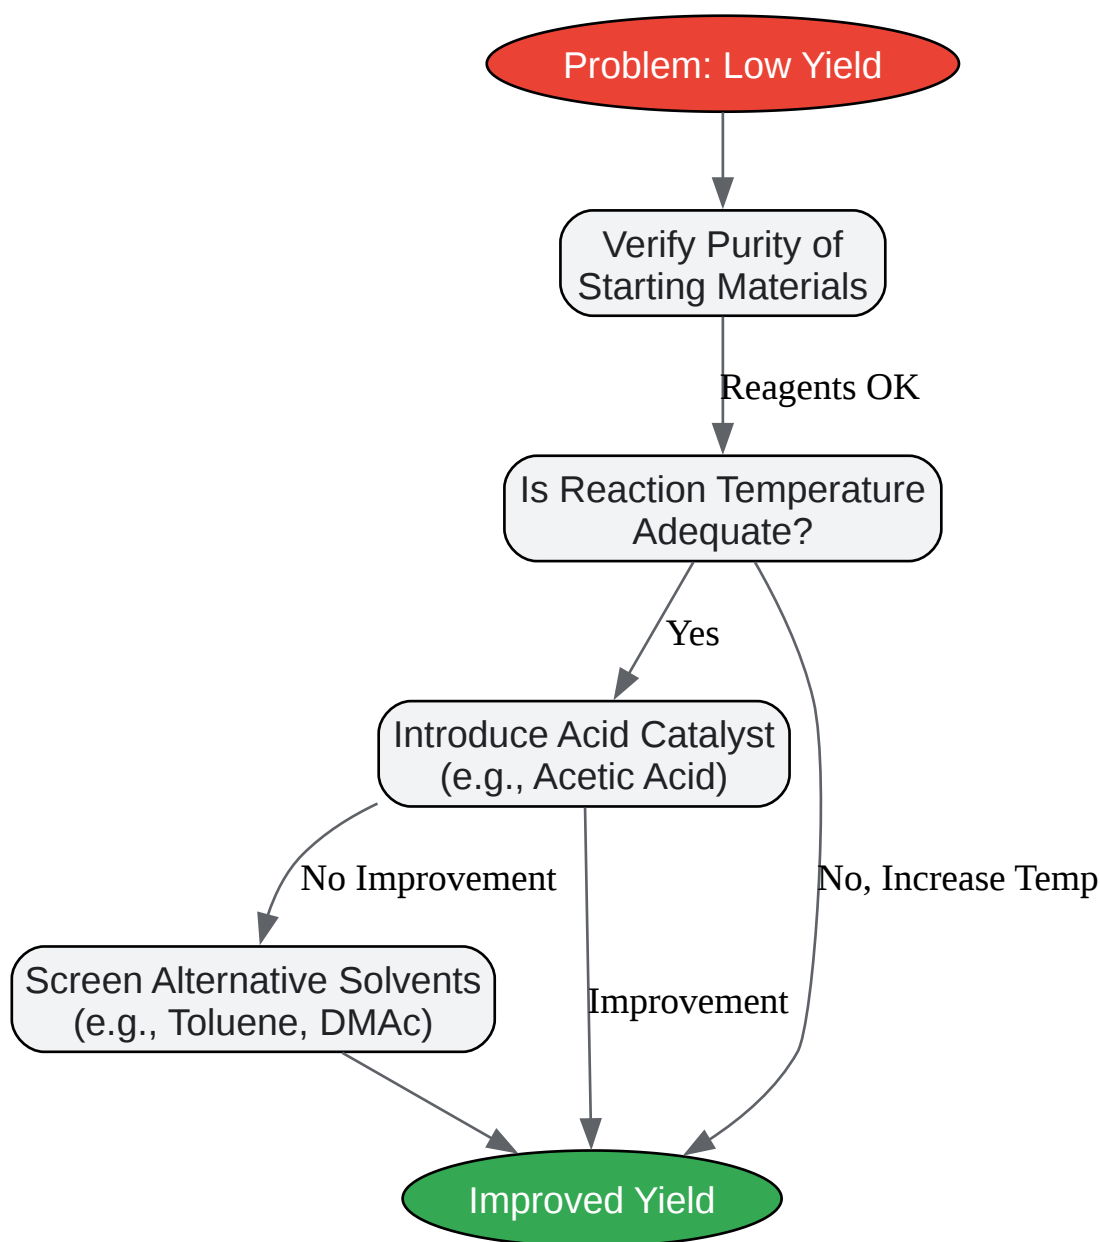 Problem: Low Yield
Verify Purity of
Starting Materials
Reagents OK
Is Reaction Temperature
Adequate?
Yes
Introduce Acid Catalyst
(e.g., Acetic Acid)
No Improvement
No, Increase Temp
Screen Alternative Solvents
(e.g., Toluene, DMAc)
Improvement
Improved Yield